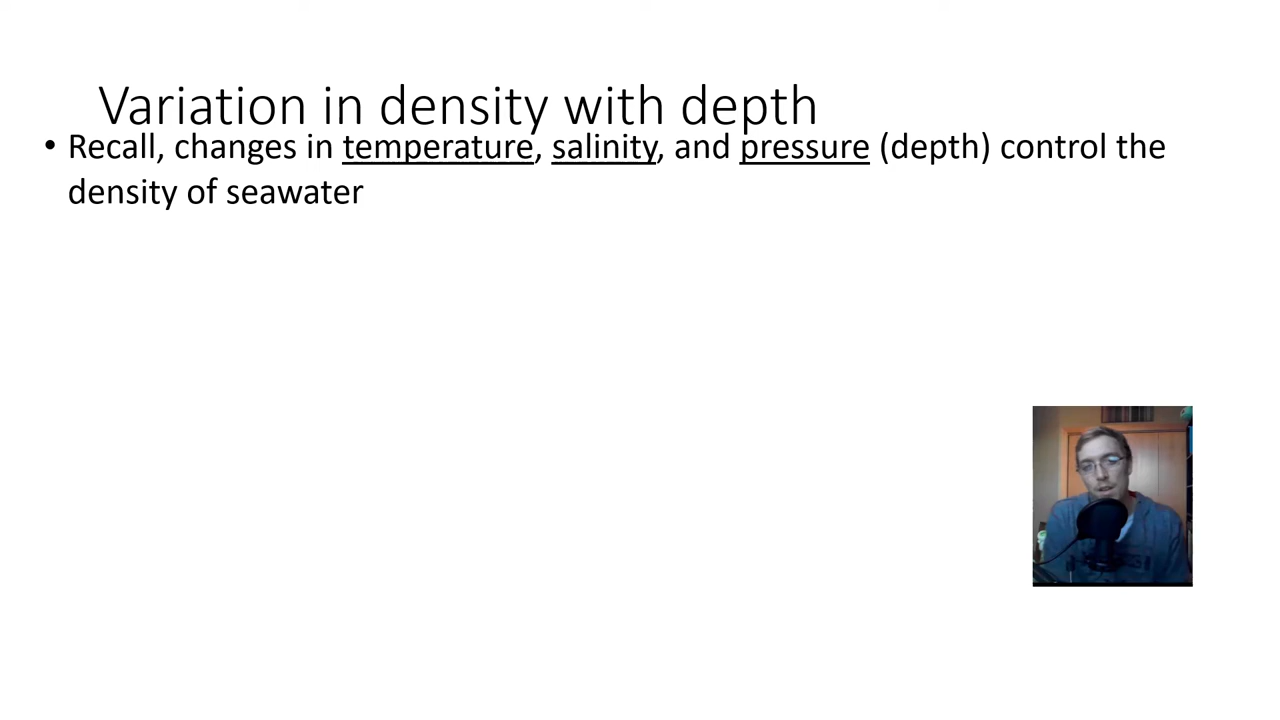 Variation in density with depth
• Recall, changes in temperature, salinity, and pressure (depth) control the
density of seawater